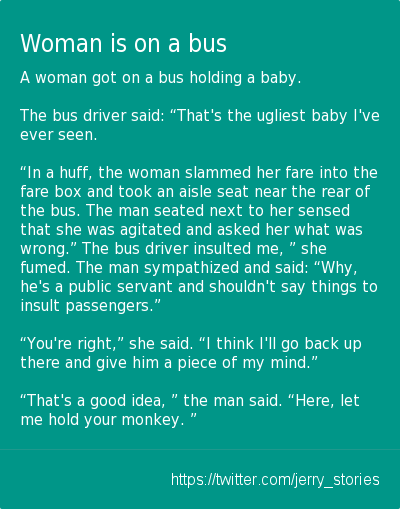 Woman is on a bus
A woman got on a bus holding a baby.
The bus driver said: “That's the ugliest baby I've
ever seen.
“In a huff, the woman slammed her fare into the
fare box and took an aisle seat near the rear of
the bus. The man seated next to her sensed
that she was agitated and asked her what was
wrong.” The bus driver insulted me, ” she
fumed. The man sympathized and said: “Why,
he's a public servant and shouldn't say things to
insult passengers.”
“You're right,” she said. “I think I'll go back up
there and give him a piece of my mind.”
“That's a good idea, ” the man said. “Here, let
me hold your monkey. ”
https://twitter.com/jerry_stories